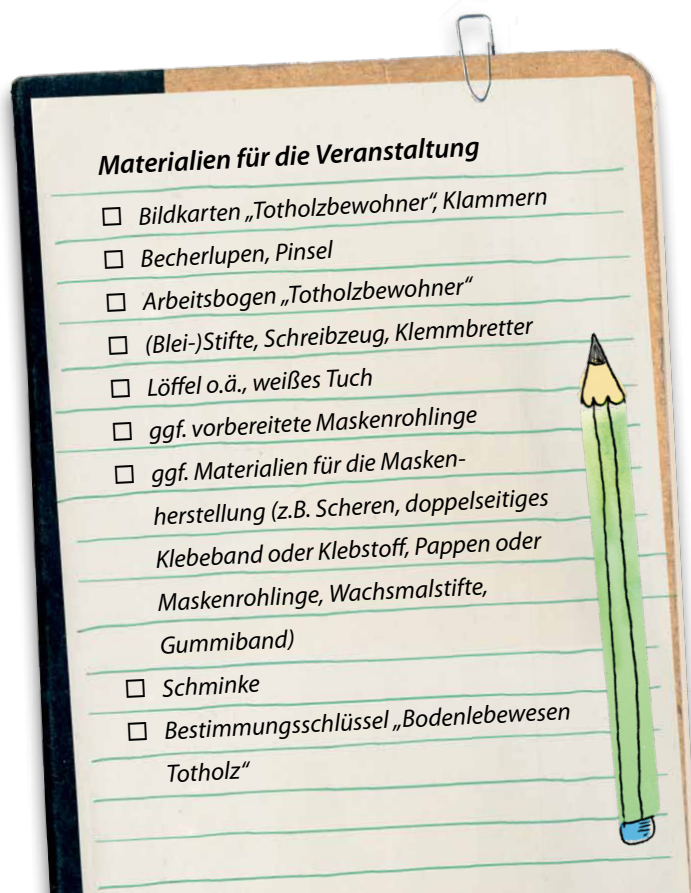 Materialien für die Veranstaltung
☐ Bildkarten „Totholzbewohner“, Klammern
☐ Becherlupen, Pinsel
☐ Arbeitsbogen „Totholzbewohner“
☐ (Blei-)Stifte, Schreibzeug, Klemmbretter
☐ Löffel o.ä., weißes Tuch
☐ ggf. vorbereitete Maskenrohlinge
☐ ggf. Materialien für die Masken-
herstellung (z.B. Scheren, doppelseitiges
Klebeband oder Klebstoff, Pappen oder
Maskenrohlinge, Wachsmalstifte,
Gummiband)
☐ Schminke
☐ Bestimmungsschlüssel „Bodenlebewesen
Totholz“